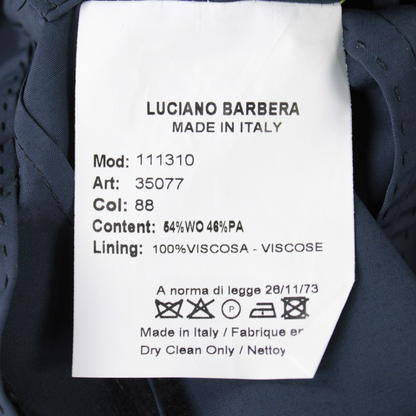 LUCIANO BARBERA
MADE IN ITALY
Mod: 111310
Art: 35077
Col: 88
Content: 54%WO 46%PA
Lining: 100%VISCOSA - VISCOSE
A norma di legge 26/11/73
P
Made in Italy / Fabrique er
Dry Clean Only / Nettoy